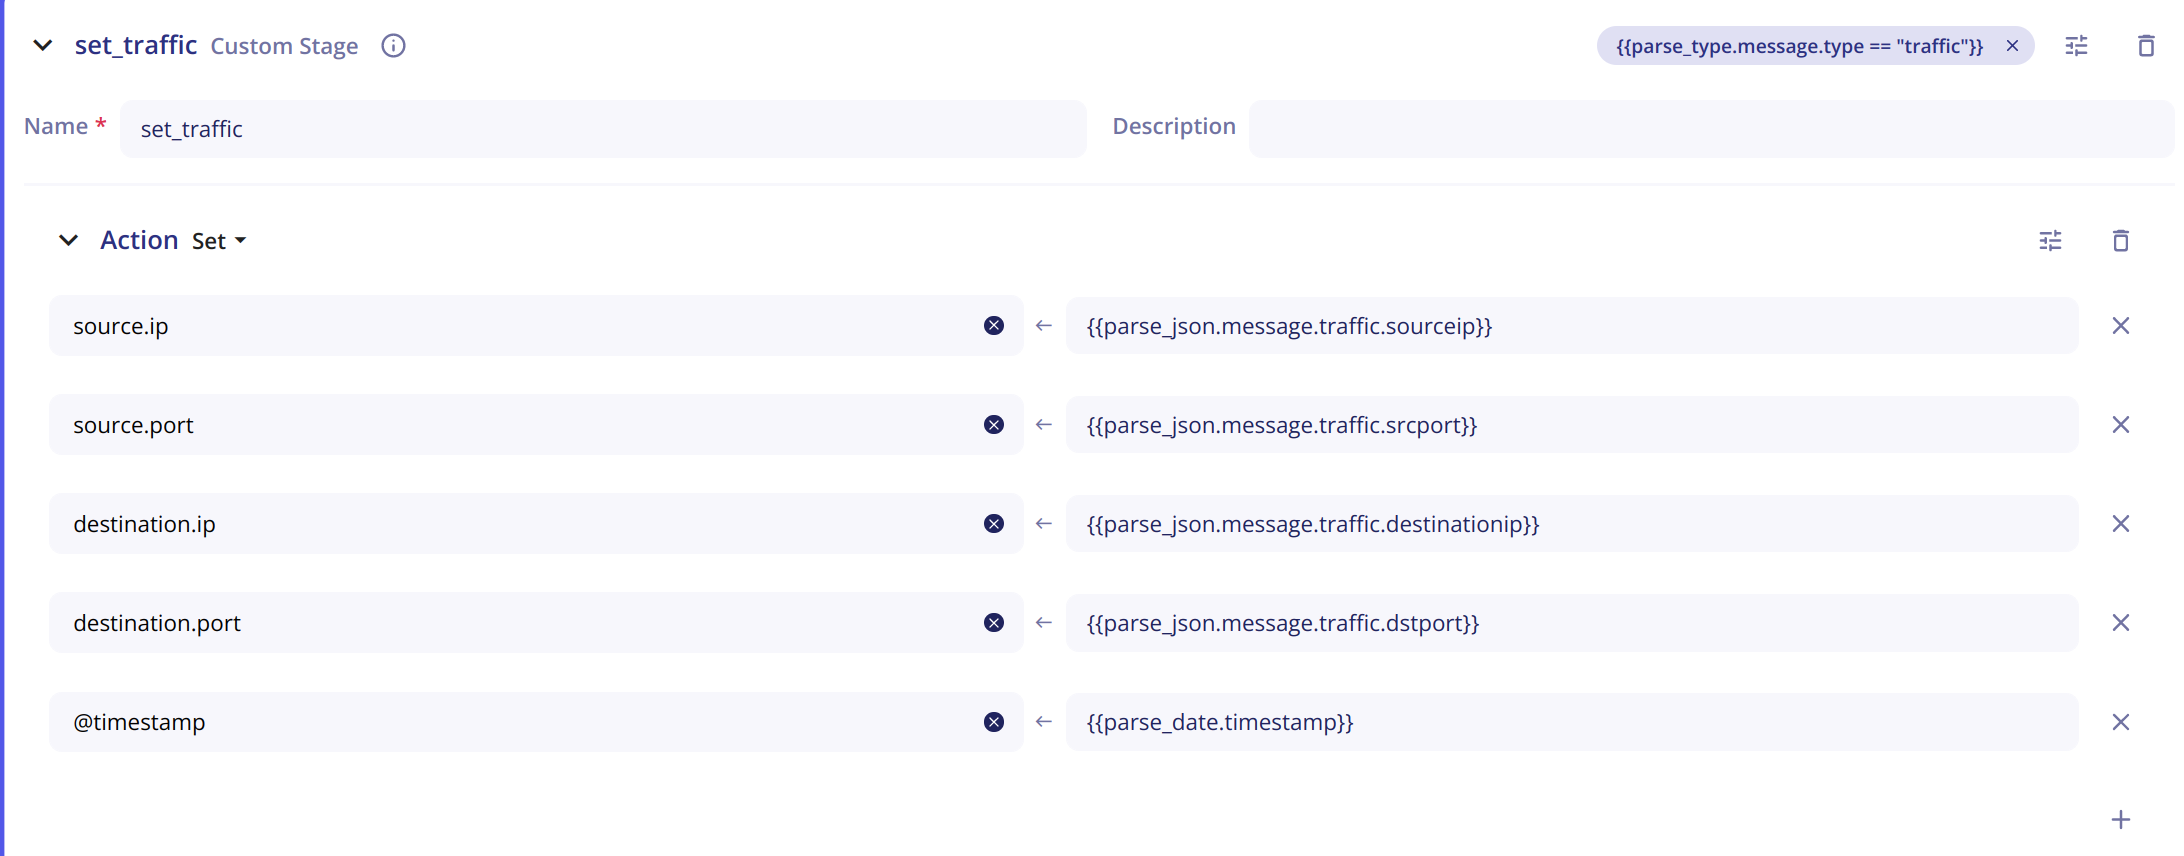 set_traffic Custom Stage {{parse_type.message.type == "traffic"}}
Name * set_traffic Description
Action Set
source.ip ← {{parse_json.message.traffic.sourceip}}
source.port ← {{parse_json.message.traffic.srcport}}
destination.ip ← {{parse_json.message.traffic.destinationip}}
destination.port ← {{parse_json.message.traffic.dstport}}
@timestamp ← {{parse_date.timestamp}}